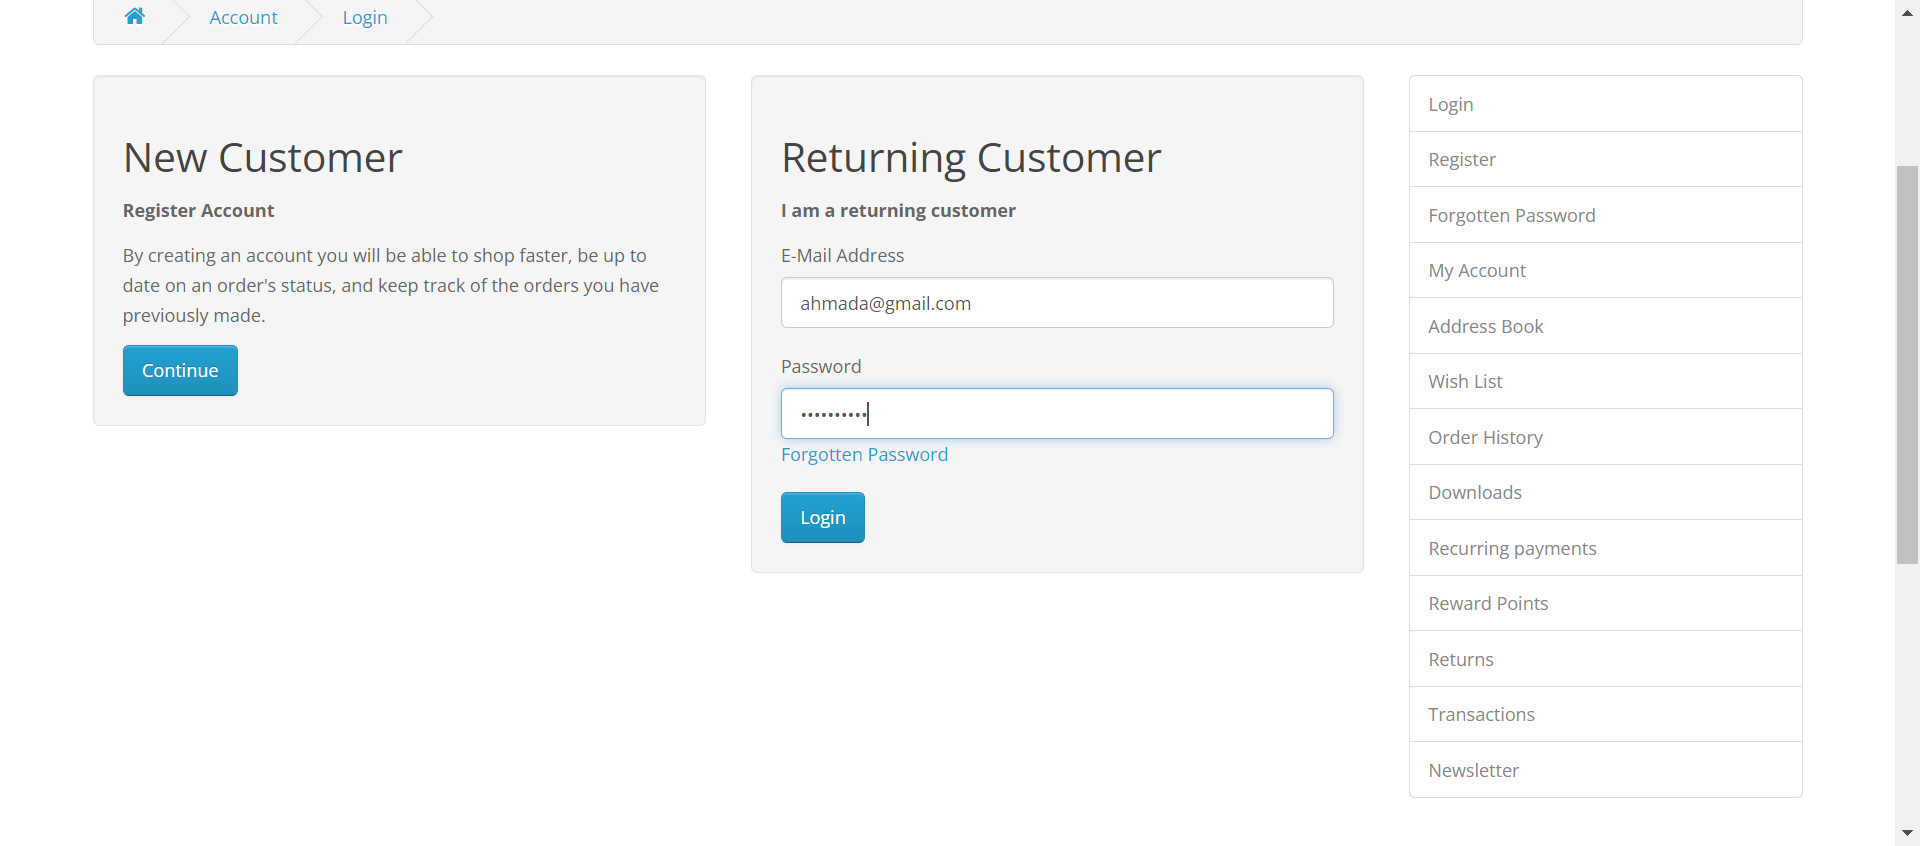 Account
Login
New Customer
Register Account
By creating an account you will be able to shop faster, be up to
date on an order's status, and keep track of the orders you have
previously made.
Continue
Returning Customer
I am a returning customer
E-Mail Address
ahmada@gmail.com
Password
••••••••••
Forgotten Password
Login
Login
Register
Forgotten Password
My Account
Address Book
Wish List
Order History
Downloads
Recurring payments
Reward Points
Returns
Transactions
Newsletter